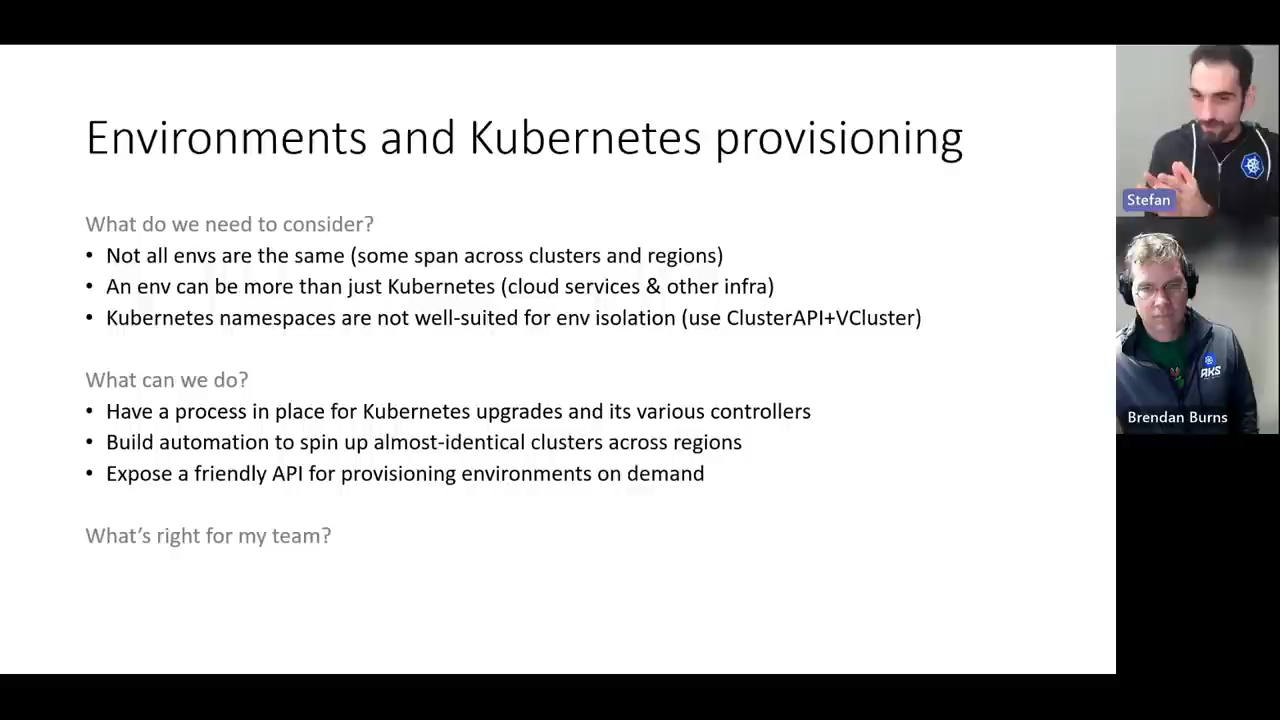 Environments and Kubernetes provisioning
What do we need to consider?
• Not all envs are the same (some span across clusters and regions)
• An env can be more than just Kubernetes (cloud services & other infra)
• Kubernetes namespaces are not well-suited for env isolation (use ClusterAPI+VCluster)
What can we do?
• Have a process in place for Kubernetes upgrades and its various controllers
• Build automation to spin up almost-identical clusters across regions
• Expose a friendly API for provisioning environments on demand
What’s right for my team?
Stefan
AKS
Brendan Burns